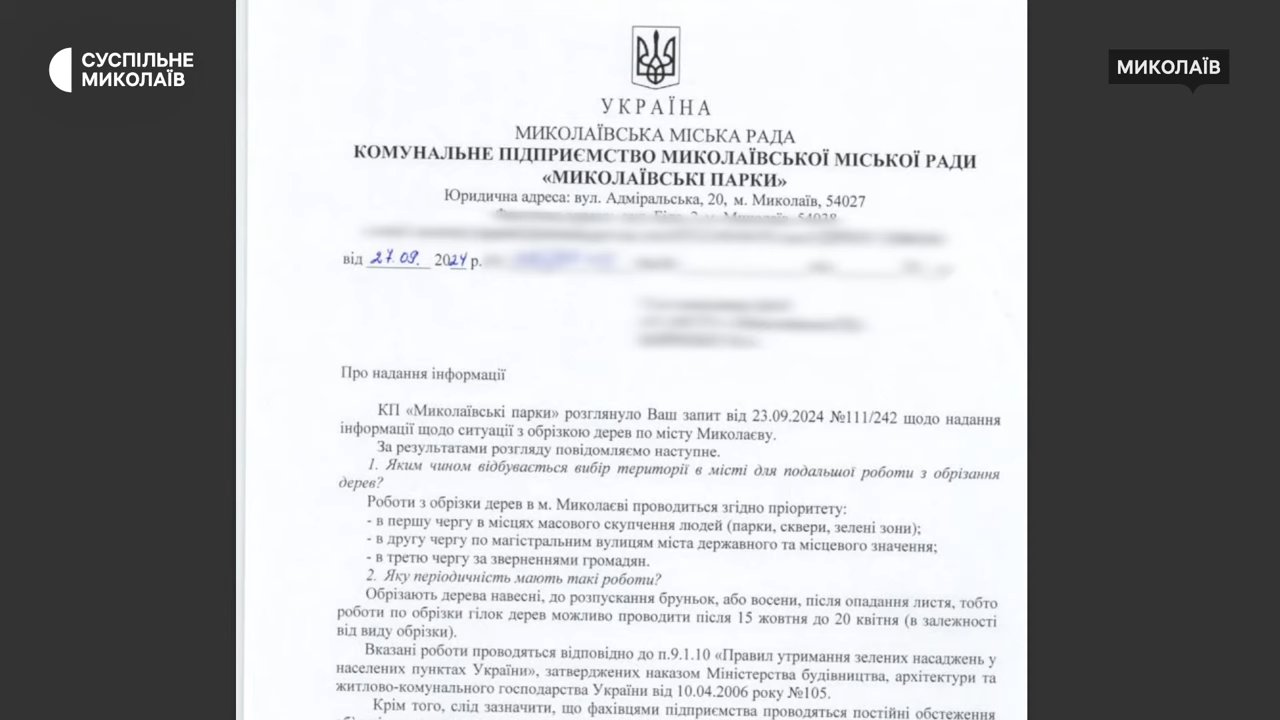 СУСПІЛЬНЕ
МИКОЛАЇВ
МИКОЛАЇВ
УКРАЇНА
МИКОЛАЇВСЬКА МІСЬКА РАДА
КОМУНАЛЬНЕ ПІДПРИЄМСТВО МИКОЛАЇВСЬКОЇ МІСЬКОЇ РАДИ
«МИКОЛАЇВСЬКІ ПАРКИ»
Юридична адреса: вул. Адміральська, 20, м. Миколаїв, 54027
від 27.09. 2024 р.
Про надання інформації
КП «Миколаївські парки» розглянуло Ваш запит від 23.09.2024 №111/242 щодо надання
інформації щодо ситуації з обрізкою дерев по місту Миколаєву.
За результатами розгляду повідомляємо наступне.
1. Яким чином відбувається вибір території в місті для подальшої роботи з обрізання
дерев?
Роботи з обрізки дерев в м. Миколаєві проводиться згідно пріоритету:
- в першу чергу в місцях масового скупчення людей (парки, сквери, зелені зони);
- в другу чергу по магістральним вулицям міста державного та місцевого значення;
- в третю чергу за зверненнями громадян.
2. Яку періодичність мають такі роботи?
Обрізають дерева навесні, до розпускання бруньок, або восени, після опадання листя, тобто
роботи по обрізки гілок дерев можливо проводити після 15 жовтня до 20 квітня (в залежності
від виду обрізки).
Вказані роботи проводяться відповідно до п.9.1.10 «Правил утримання зелених насаджень у
населених пунктах України», затверджених наказом Міністерства будівництва, архітектури та
житлово-комунального господарства України від 10.04.2006 року №105.
Крім того, слід зазначити, що фахівцями підприємства проводяться постійні обстеження